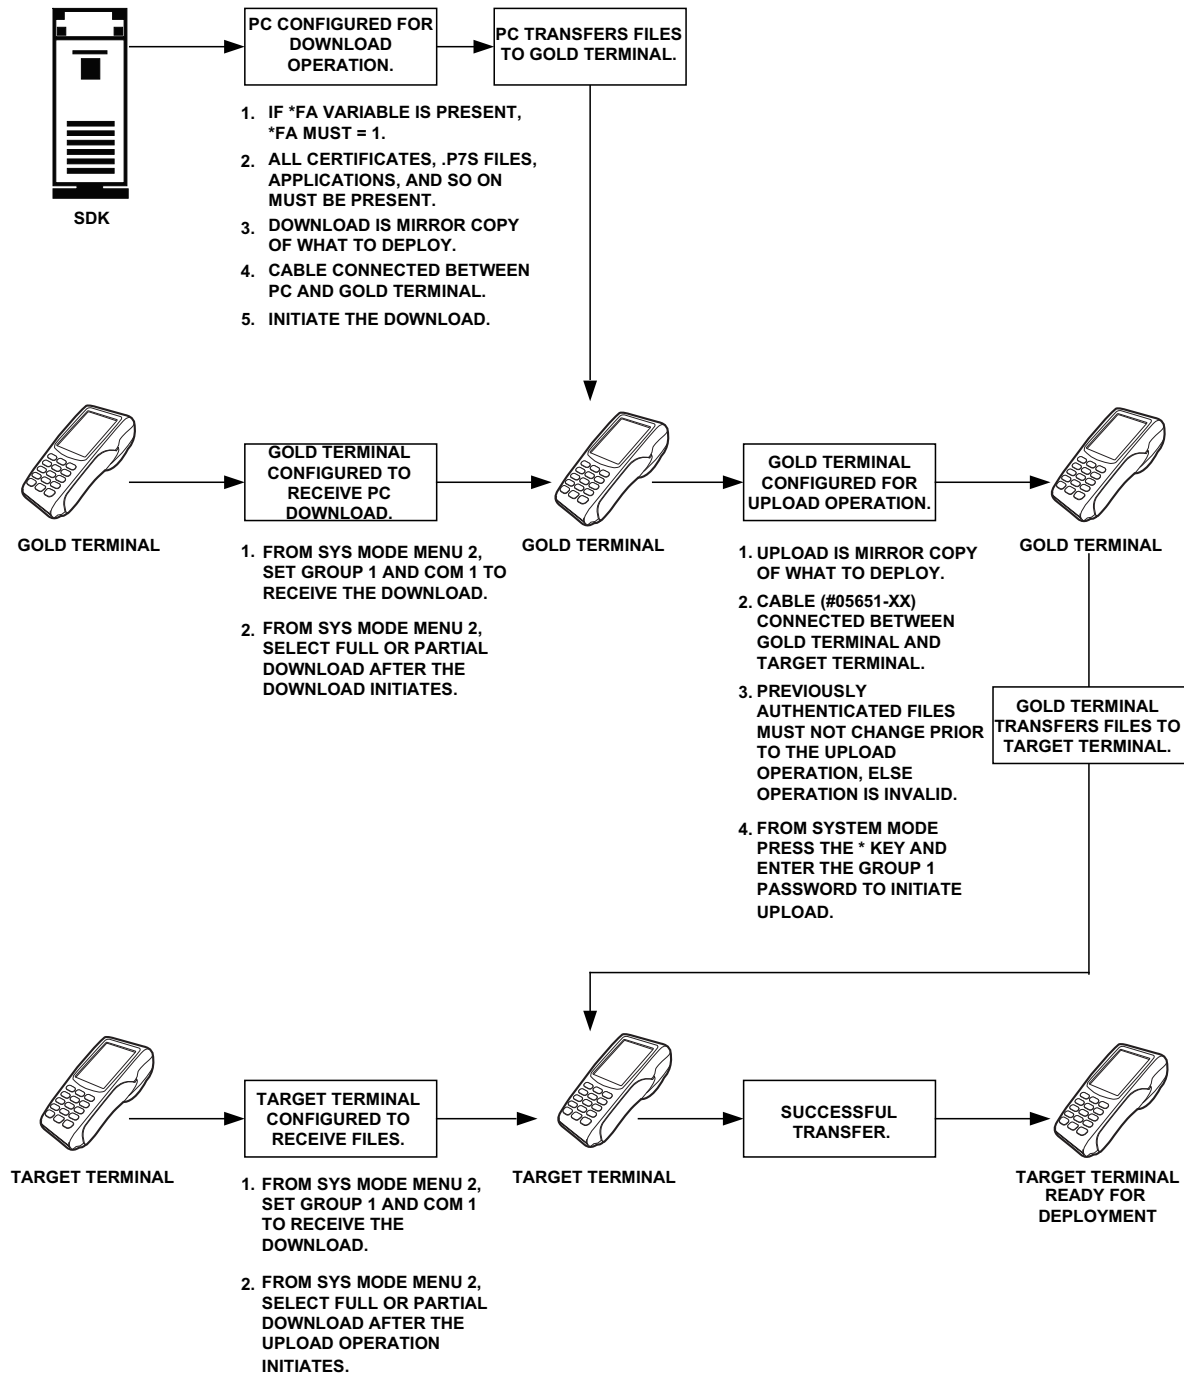 PC CONFIGURED FOR
DOWNLOAD
OPERATION.
PC TRANSFERS FILES
TO GOLD TERMINAL.
SDK
1. IF *FA VARIABLE IS PRESENT,
*FA MUST = 1.
2. ALL CERTIFICATES, .P7S FILES,
APPLICATIONS, AND SO ON
MUST BE PRESENT.
3. DOWNLOAD IS MIRROR COPY
OF WHAT TO DEPLOY.
4. CABLE CONNECTED BETWEEN
PC AND GOLD TERMINAL.
5. INITIATE THE DOWNLOAD.
GOLD TERMINAL
GOLD TERMINAL
CONFIGURED TO
RECEIVE PC
DOWNLOAD.
1. FROM SYS MODE MENU 2,
SET GROUP 1 AND COM 1 TO
RECEIVE THE DOWNLOAD.
2. FROM SYS MODE MENU 2,
SELECT FULL OR PARTIAL
DOWNLOAD AFTER THE
DOWNLOAD INITIATES.
GOLD TERMINAL
GOLD TERMINAL
CONFIGURED FOR
UPLOAD OPERATION.
1. UPLOAD IS MIRROR COPY
OF WHAT TO DEPLOY.
2. CABLE (#05651-XX)
CONNECTED BETWEEN
GOLD TERMINAL AND
TARGET TERMINAL.
3. PREVIOUSLY
AUTHENTICATED FILES
MUST NOT CHANGE PRIOR
TO THE UPLOAD
OPERATION, ELSE
OPERATION IS INVALID.
4. FROM SYSTEM MODE
PRESS THE * KEY AND
ENTER THE GROUP 1
PASSWORD TO INITIATE
UPLOAD.
GOLD TERMINAL
GOLD TERMINAL
TRANSFERS FILES TO
TARGET TERMINAL.
TARGET TERMINAL
TARGET TERMINAL
CONFIGURED TO
RECEIVE FILES.
1. FROM SYS MODE MENU 2,
SET GROUP 1 AND COM 1
TO RECEIVE THE
DOWNLOAD.
2. FROM SYS MODE MENU 2,
SELECT FULL OR PARTIAL
DOWNLOAD AFTER THE
UPLOAD OPERATION
INITIATES.
TARGET TERMINAL
SUCCESSFUL
TRANSFER.
TARGET TERMINAL
READY FOR
DEPLOYMENT